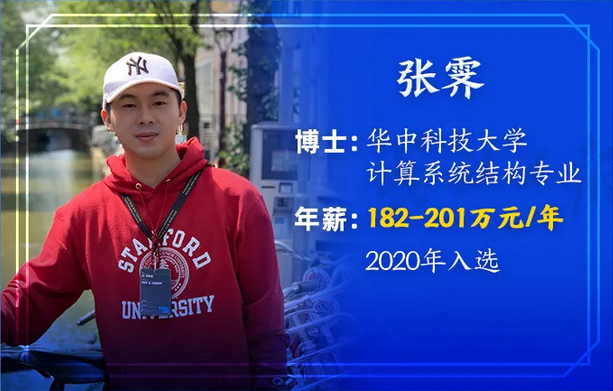 NY
STANFORD
UNIVERSITY
张霁
博士：华中科技大学
计算系统结构专业
年薪：182-201万元/年
2020年入选